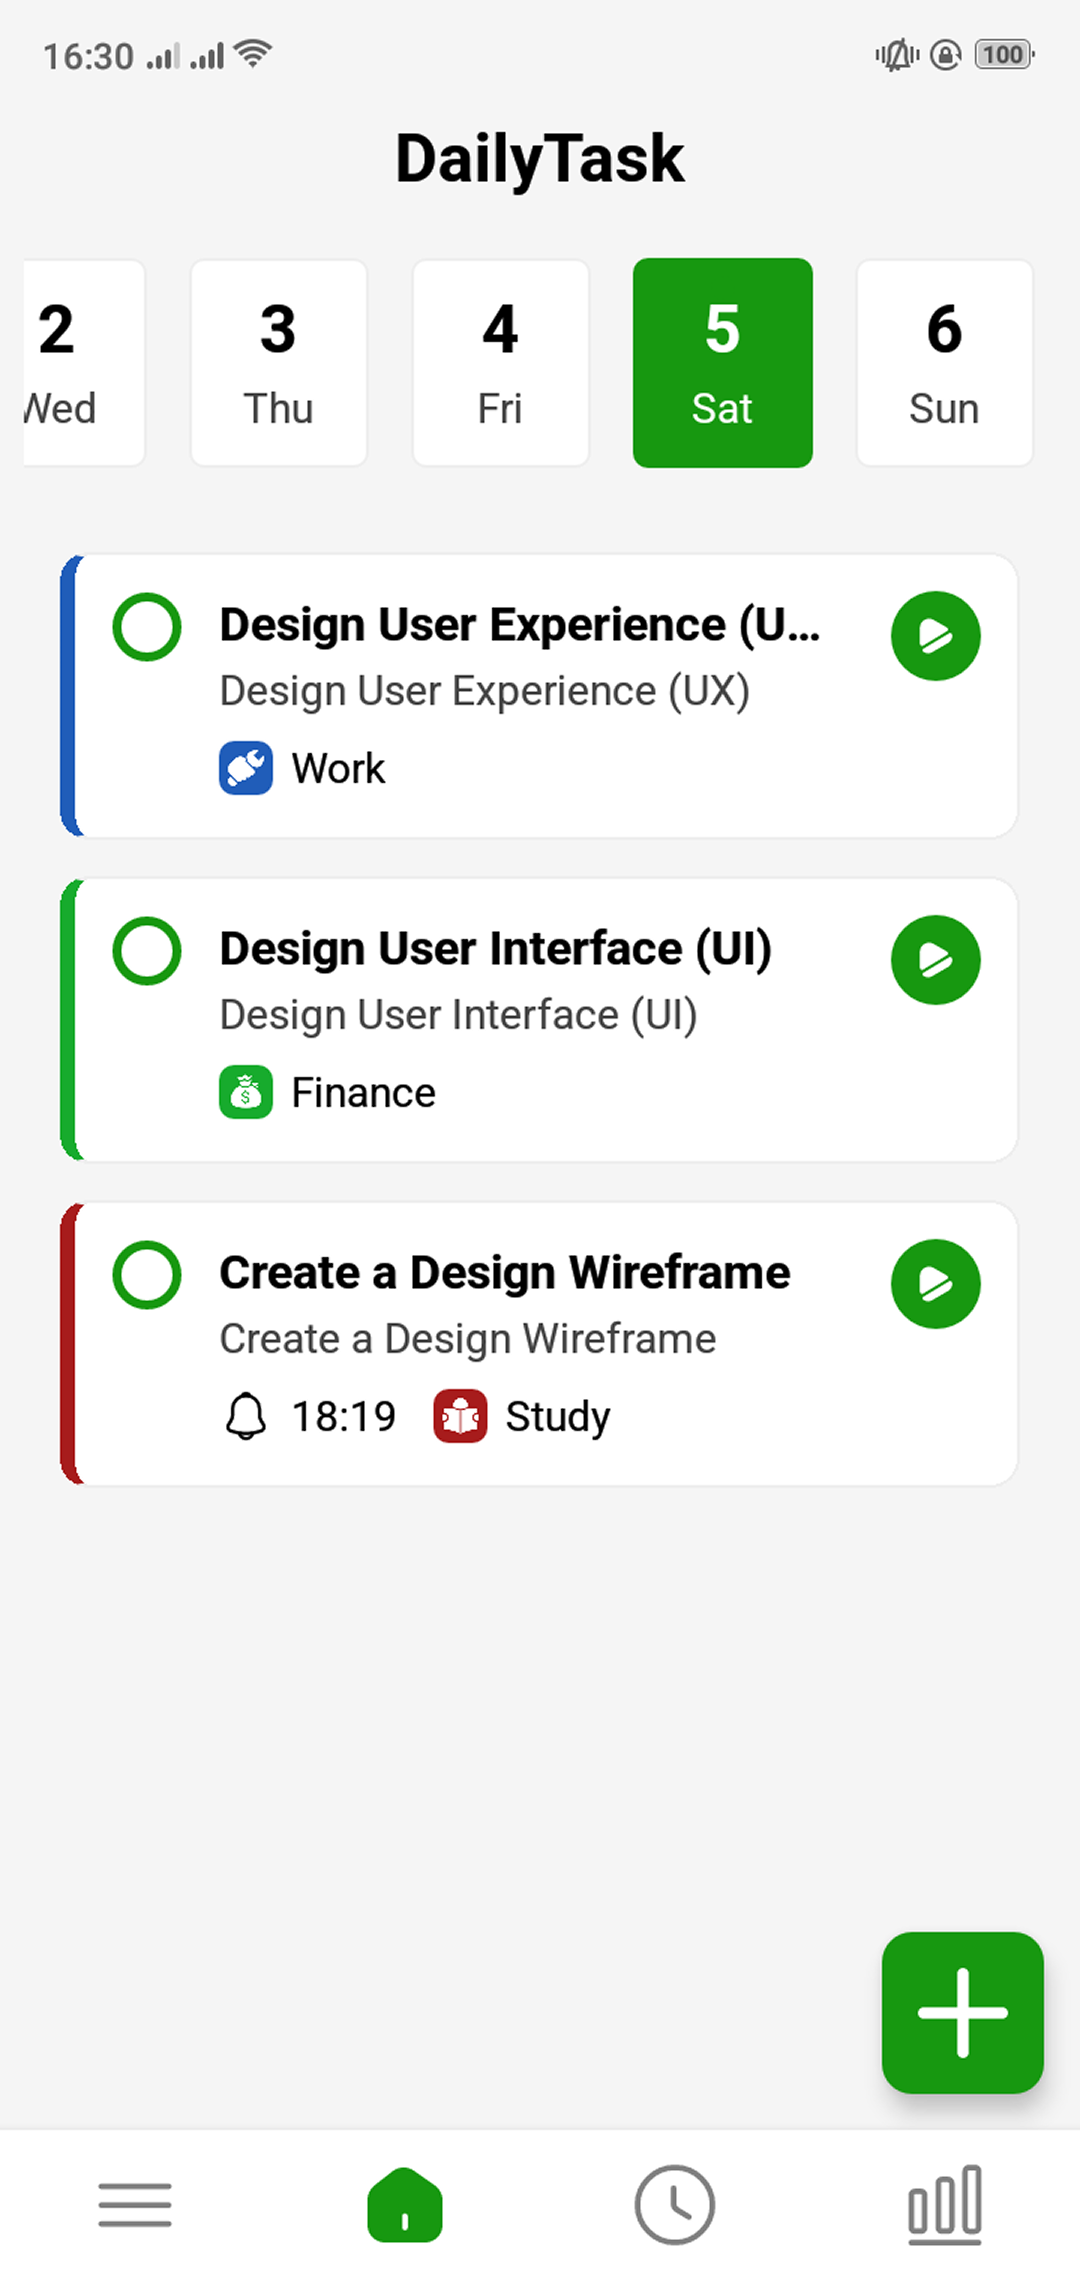 16:30
100
DailyTask
2
Wed
3
Thu
4
Fri
5
Sat
6
Sun
Design User Experience (U...
Design User Experience (UX)
Work
Design User Interface (UI)
Design User Interface (UI)
$ Finance
Create a Design Wireframe
Create a Design Wireframe
18:19 Study